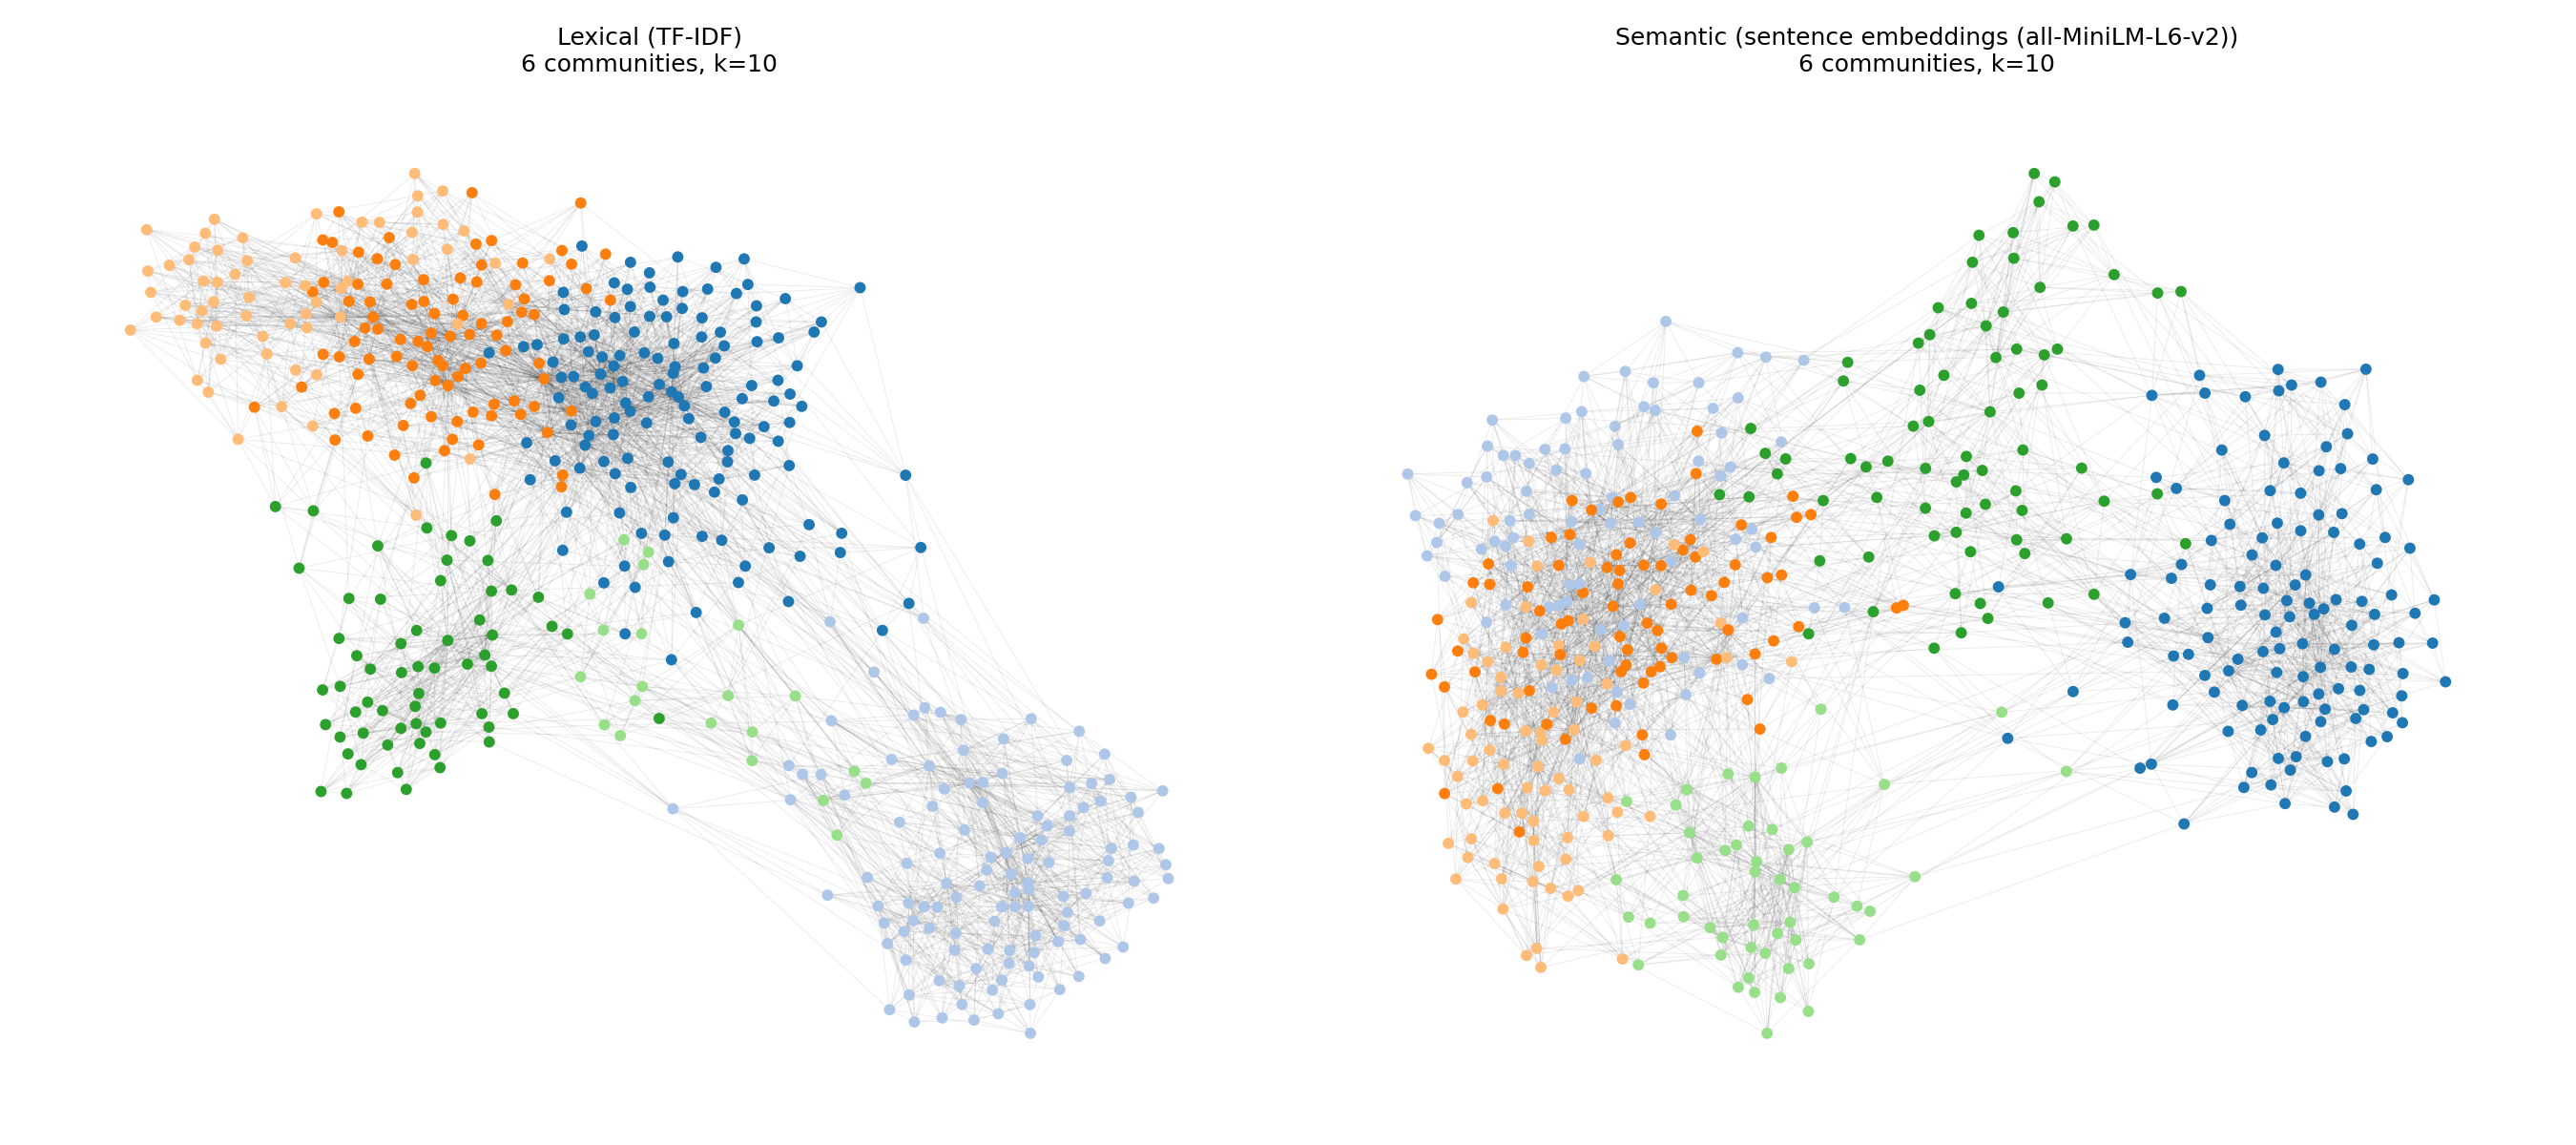 Lexical (TF-IDF)
6 communities, k=10
Semantic (sentence embeddings (all-MiniLM-L6-v2))
6 communities, k=10